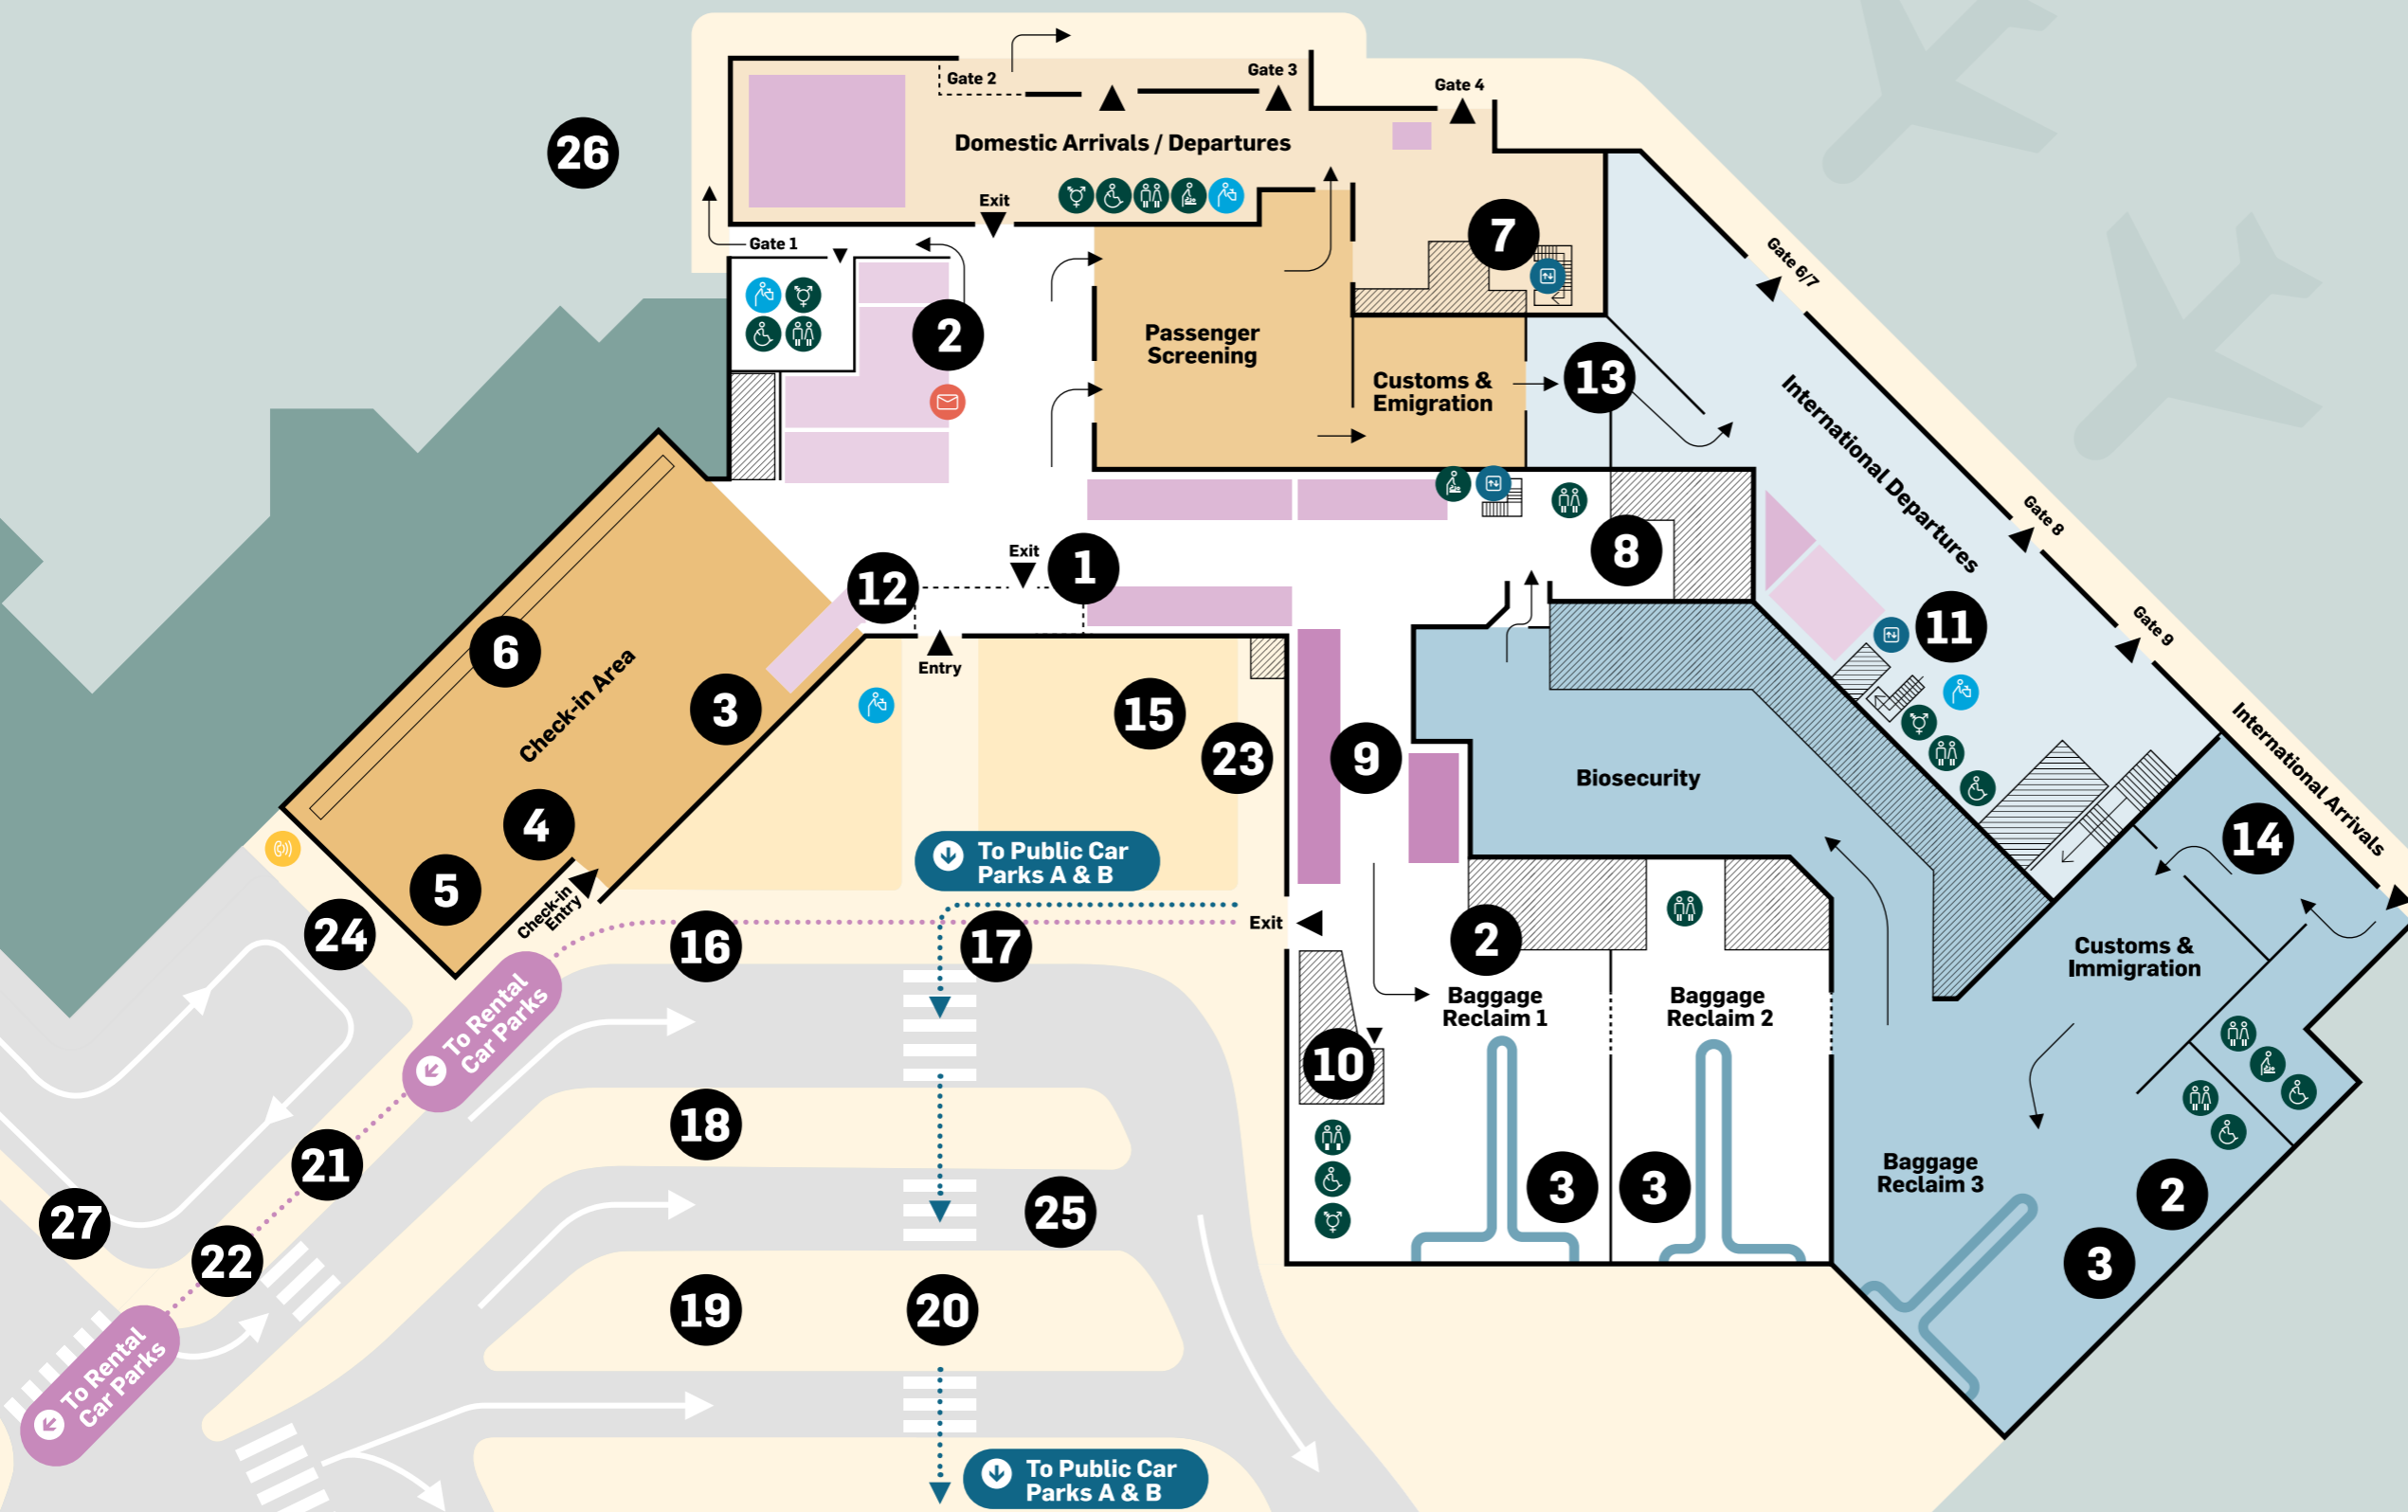 Gate 2
Gate 3
Gate 4
26
Domestic Arrivals / Departures
Exit
7
Gate 1
Gate 6/7
2
Passenger
Screening
Customs &
Emigration
13
International Departures
Gate 8
Exit
1
8
12
11
Gate 9
Entry
6
Check-in Area
3
15
23
9
Biosecurity
International Arrivals
4
14
5
Check-in
Entry
To Public Car
Parks A & B
24
16
17
Exit
2
Customs &
Immigration
To Rental
Car Parks
Baggage
Reclaim 1
Baggage
Reclaim 2
10
18
21
3
3
Baggage
Reclaim 3
2
27
22
25
3
19
20
To Rental
Car Parks
To Public Car
Parks A & B